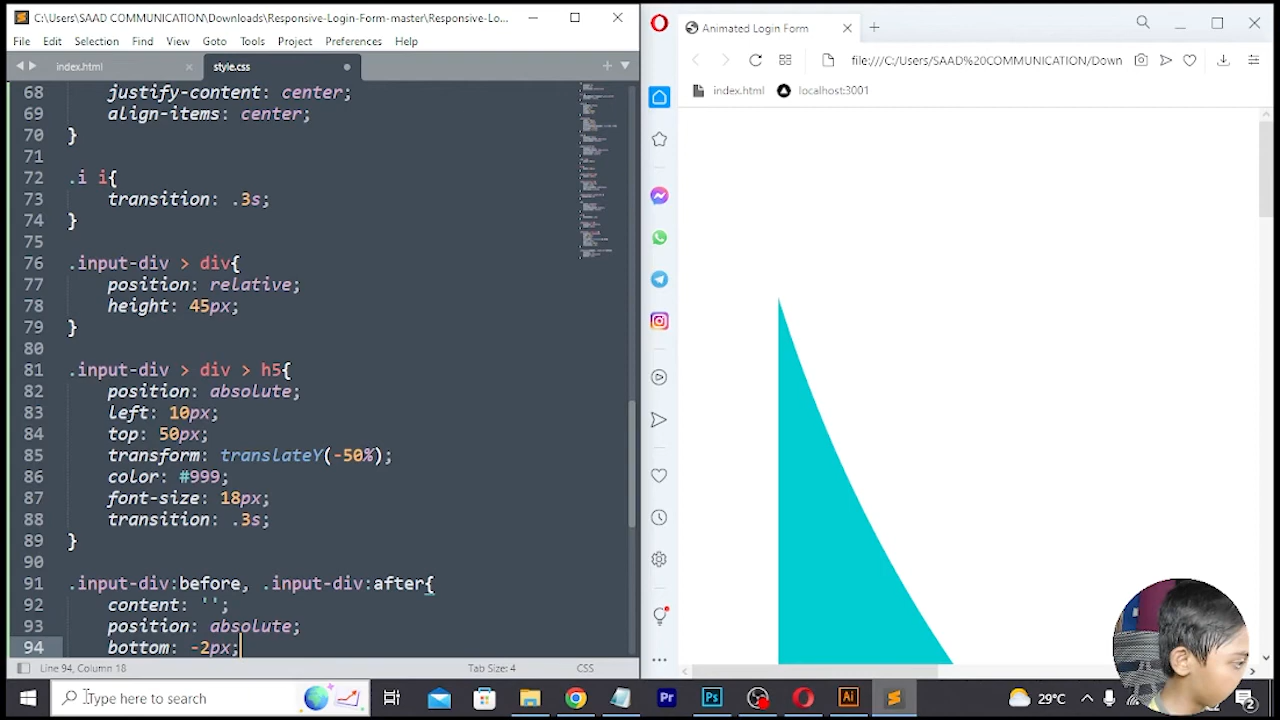 C:\Users\SAAD COMMUNICATION\Downloads\Responsive-Login-Form-master\Responsive-Lo...
File Edit Selection Find View Goto Tools Project Preferences Help
index.html
style.css
68 justify-content: center;
69 align-items: center;
70 }
71
72 .i i{
73 transition: .3s;
74 }
75
76 .input-div > div{
77 position: relative;
78 height: 45px;
79 }
80
81 .input-div > div > h5{
82 position: absolute;
83 left: 10px;
84 top: 50px;
85 transform: translateY(-50%);
86 color: #999;
87 font-size: 18px;
88 transition: .3s;
89 }
90
91 .input-div:before, .input-div:after{
92 content: '';
93 position: absolute;
94 bottom: -2px;
Line 94, Column 18
Tab Size: 4
CSS
Animated Login Form
file:///C:/Users/SAAD%20COMMUNICATION/Down
index.html
localhost:3001
Type here to search
Pr
Ps
Ai
29°C
2